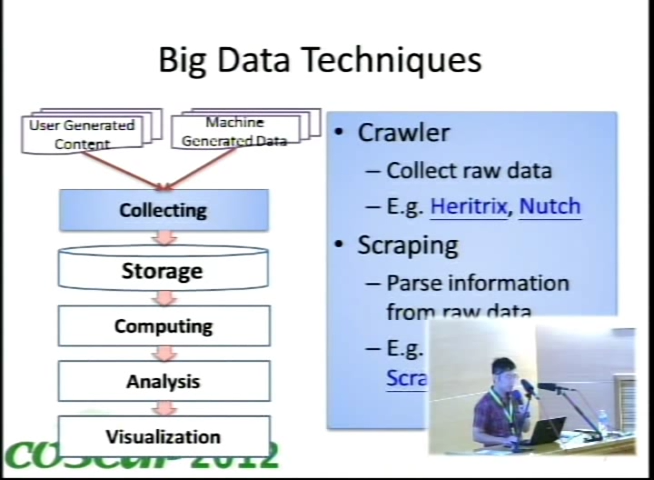 Big Data Techniques
User Generated
Content
Machine
Generated Data
Collecting
Storage
Computing
Analysis
Visualization
• Crawler
– Collect raw data
– E.g. Heritrix, Nutch
• Scraping
– Parse information
from raw data
– E.g.
Scra
COSCUP 2012